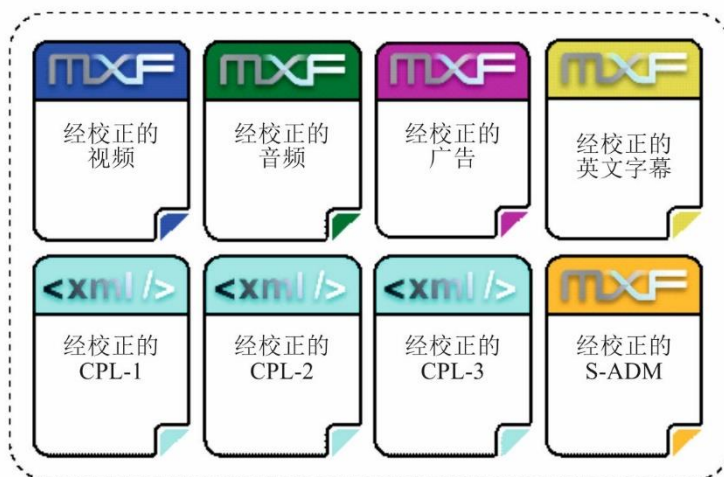 MXF
经校正的
视频
MXF
经校正的
音频
MXF
经校正的
广告
MXF
经校正的
英文字幕
<xml/>
经校正的
CPL-1
<xml/>
经校正的
CPL-2
<xml/>
经校正的
CPL-3
MXF
经校正的
S-ADM